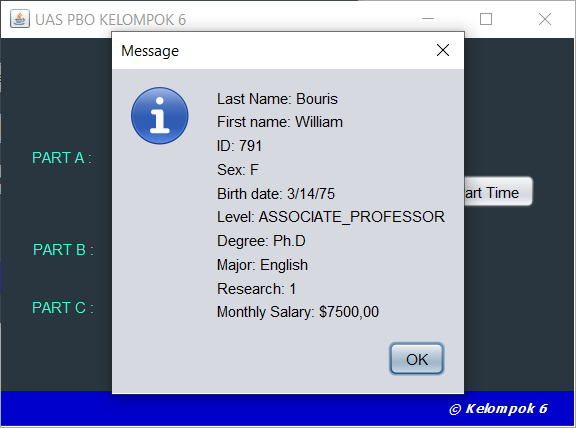 UAS PBO KELOMPOK 6
Message
Last Name: Bouris
First name: William
ID: 791
Sex: F
Birth date: 3/14/75
Level: ASSOCIATE_PROFESSOR
Degree: Ph.D
Major: English
Research: 1
Monthly Salary: $7500,00
OK
PART A :
art Time
PART B :
PART C :
© Kelompok 6